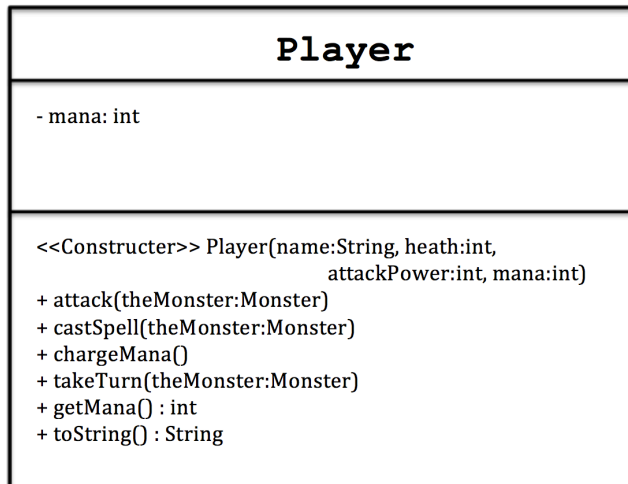 Player
- mana: int
<<Constructer>> Player(name:String, heath:int,
attackPower:int, mana:int)
+ attack(theMonster:Monster)
+ castSpell(theMonster:Monster)
+ chargeMana()
+ takeTurn(theMonster:Monster)
+ getMana() : int
+ toString() : String